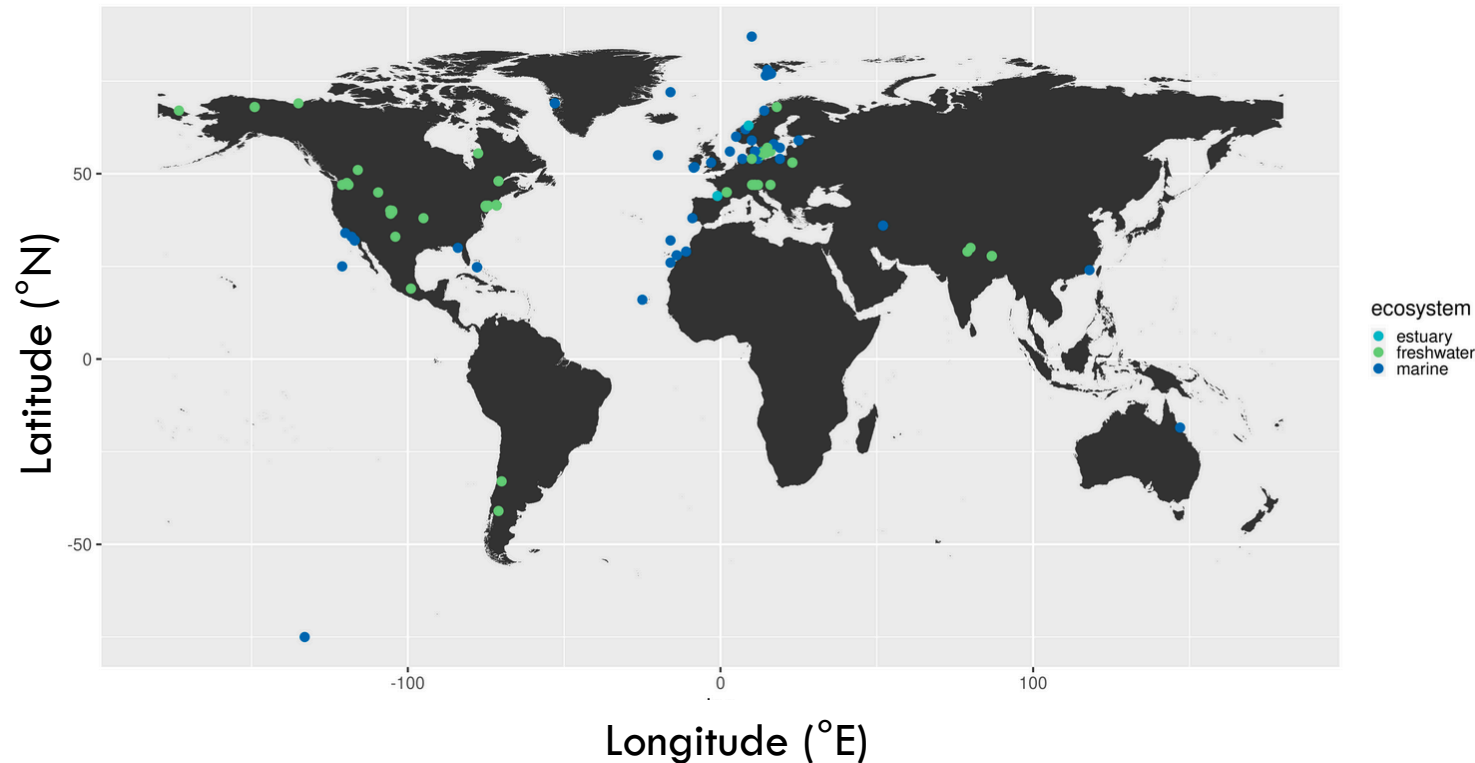 Latitude (°N)
50
0
-50
-100
0
100
Longitude (°E)
ecosystem
estuary
freshwater
marine